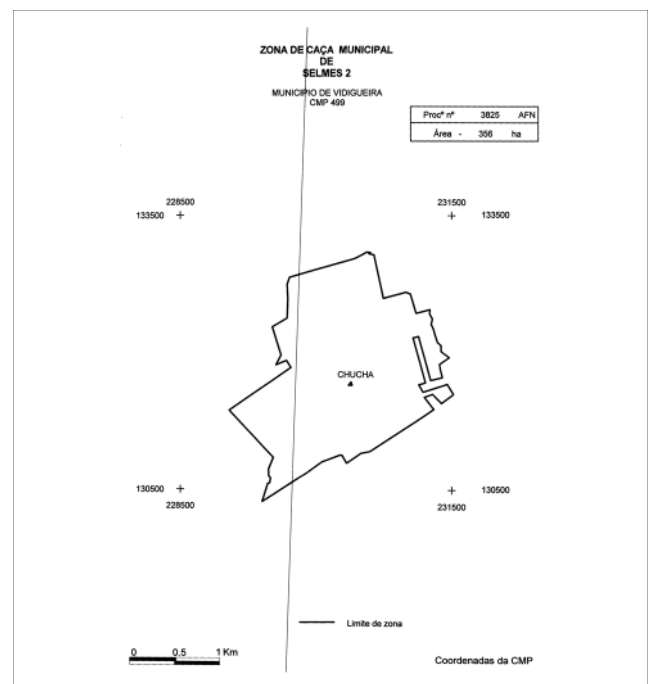 ZONA DE CAÇA MUNICIPAL
DE
SELMES 2
MUNICIPIO DE VIDIGUEIRA
CMP 499
Procº nº 3825 AFN
Área - 356 ha
228500
133500
231500
133500
CHUCHA
130500
228500
130500
231500
Limite de zona
0 0.5 1 Km
Coordenadas da CMP